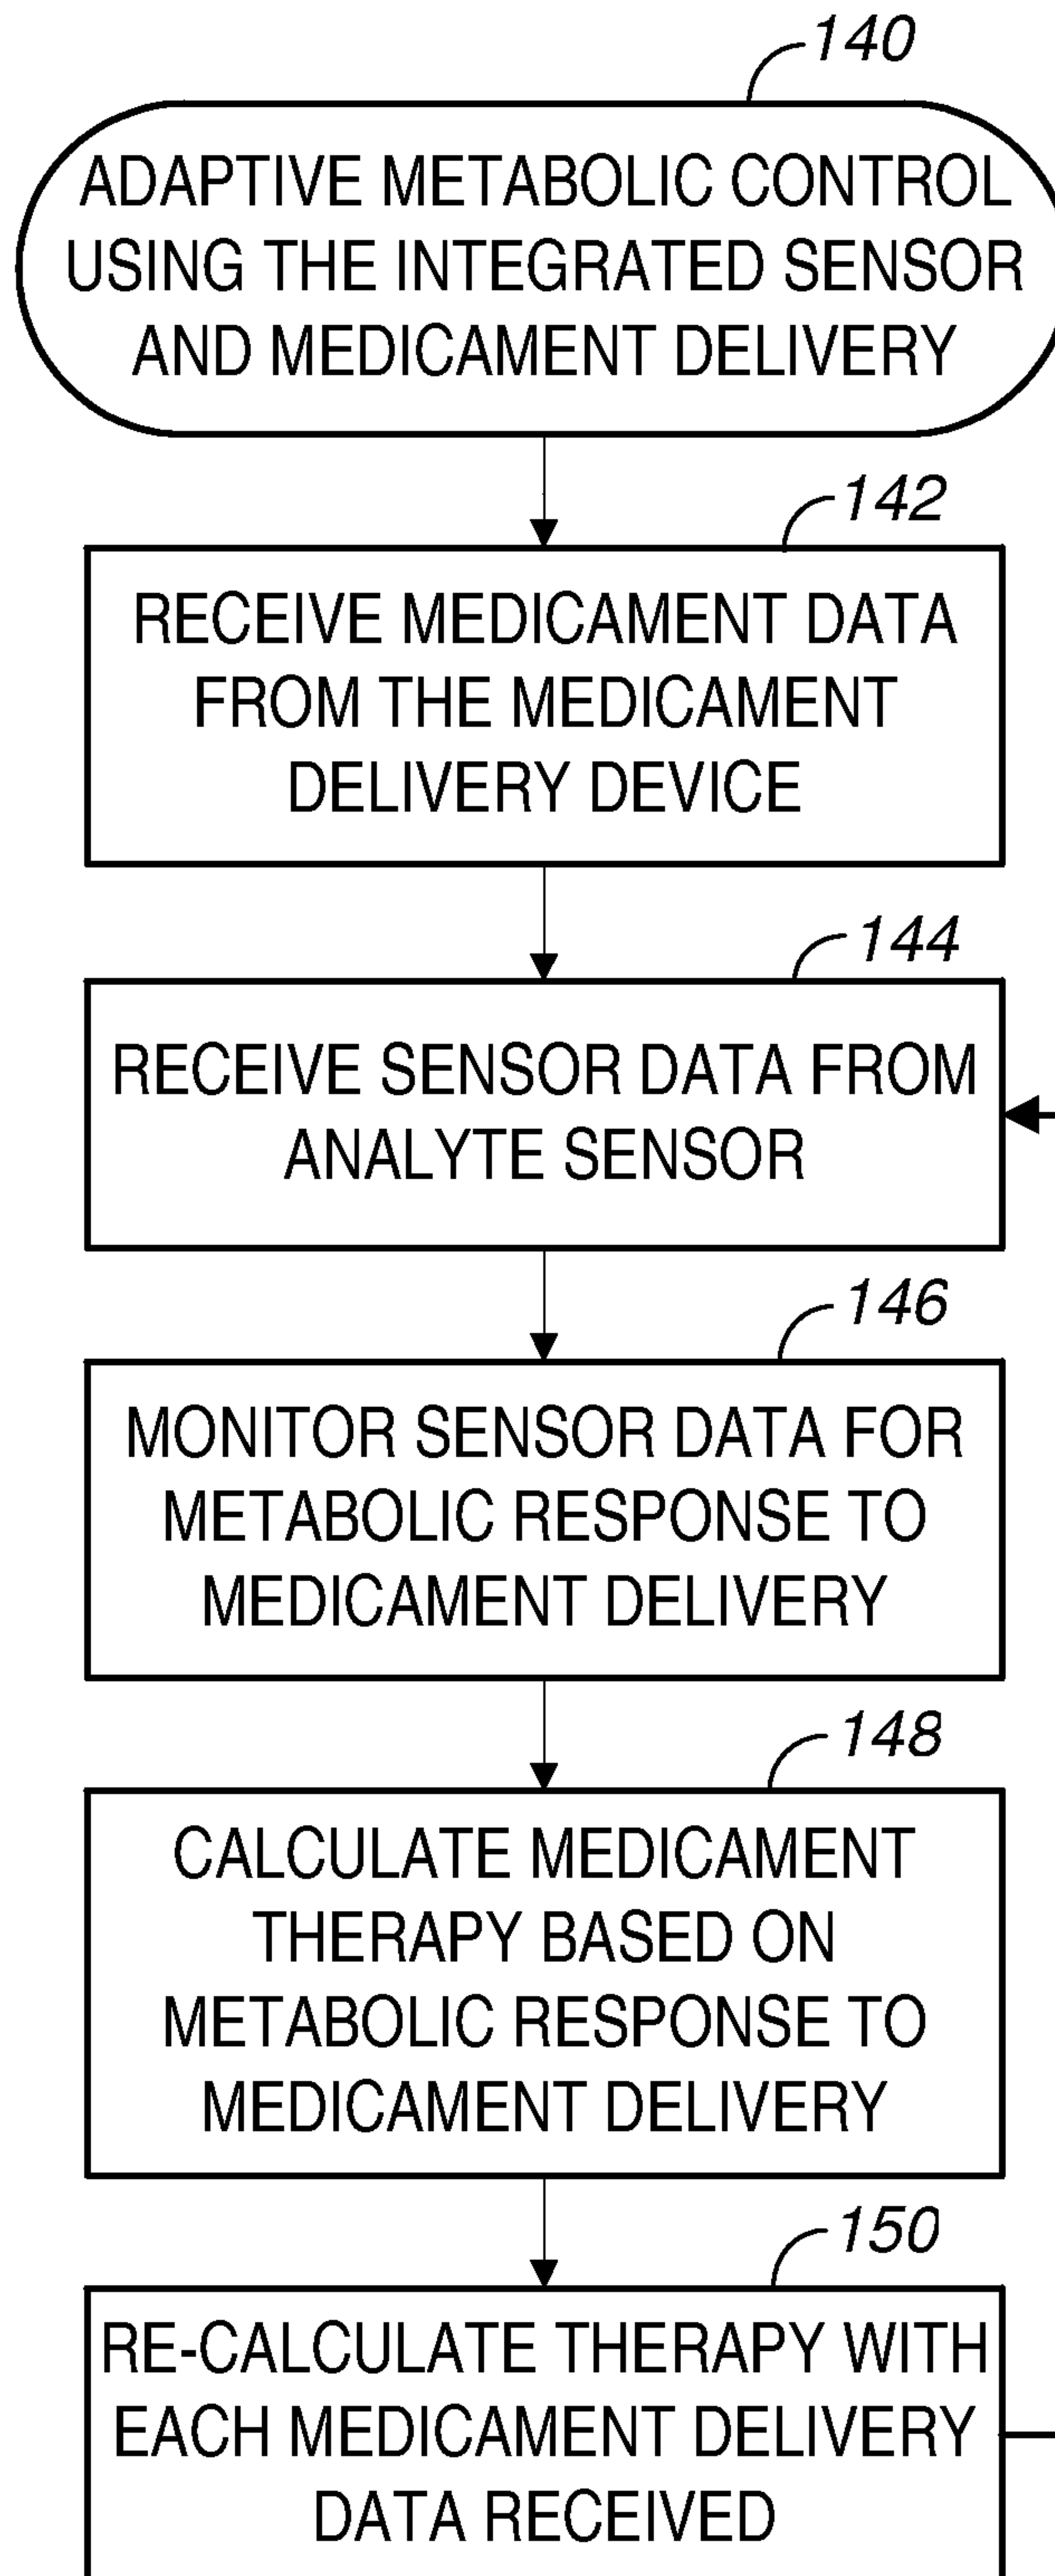 140
ADAPTIVE METABOLIC CONTROL
USING THE INTEGRATED SENSOR
AND MEDICAMENT DELIVERY
142
RECEIVE MEDICAMENT DATA
FROM THE MEDICAMENT
DELIVERY DEVICE
144
RECEIVE SENSOR DATA FROM
ANALYTE SENSOR
146
MONITOR SENSOR DATA FOR
METABOLIC RESPONSE TO
MEDICAMENT DELIVERY
148
CALCULATE MEDICAMENT
THERAPY BASED ON
METABOLIC RESPONSE TO
MEDICAMENT DELIVERY
150
RE-CALCULATE THERAPY WITH
EACH MEDICAMENT DELIVERY
DATA RECEIVED